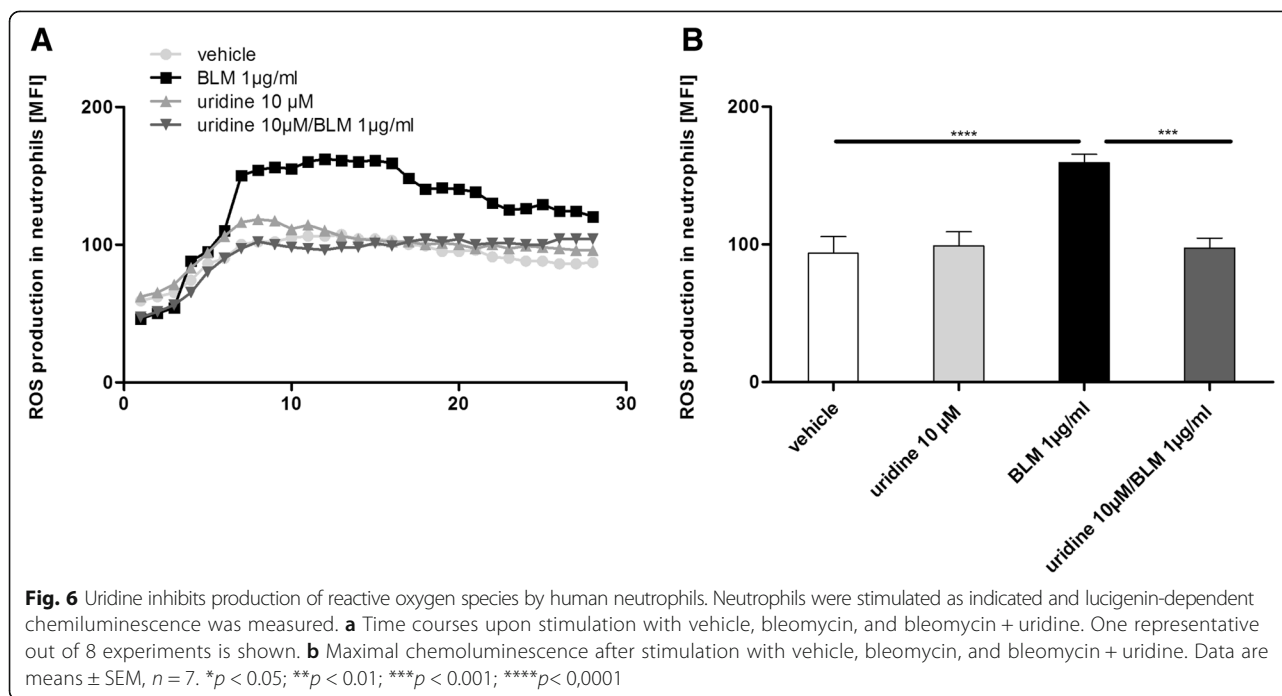 A
vehicle
BLM 1µg/ml
uridine 10 µM
uridine 10µM/BLM 1µg/ml
ROS production in neutrophils [MFI]
200
100
0
0
10
20
30
B
ROS production in neutrophils [MFI]
200
100
0
****
***
vehicle
uridine 10 µM
BLM 1µg/ml
uridine 10µM/BLM 1µg/ml
Fig. 6 Uridine inhibits production of reactive oxygen species by human neutrophils. Neutrophils were stimulated as indicated and lucigenin-dependent
chemiluminescence was measured. a Time courses upon stimulation with vehicle, bleomycin, and bleomycin + uridine. One representative
out of 8 experiments is shown. b Maximal chemoluminescence after stimulation with vehicle, bleomycin, and bleomycin + uridine. Data are
means ± SEM, n = 7. *p < 0.05; **p < 0.01; ***p < 0.001; ****p< 0,0001